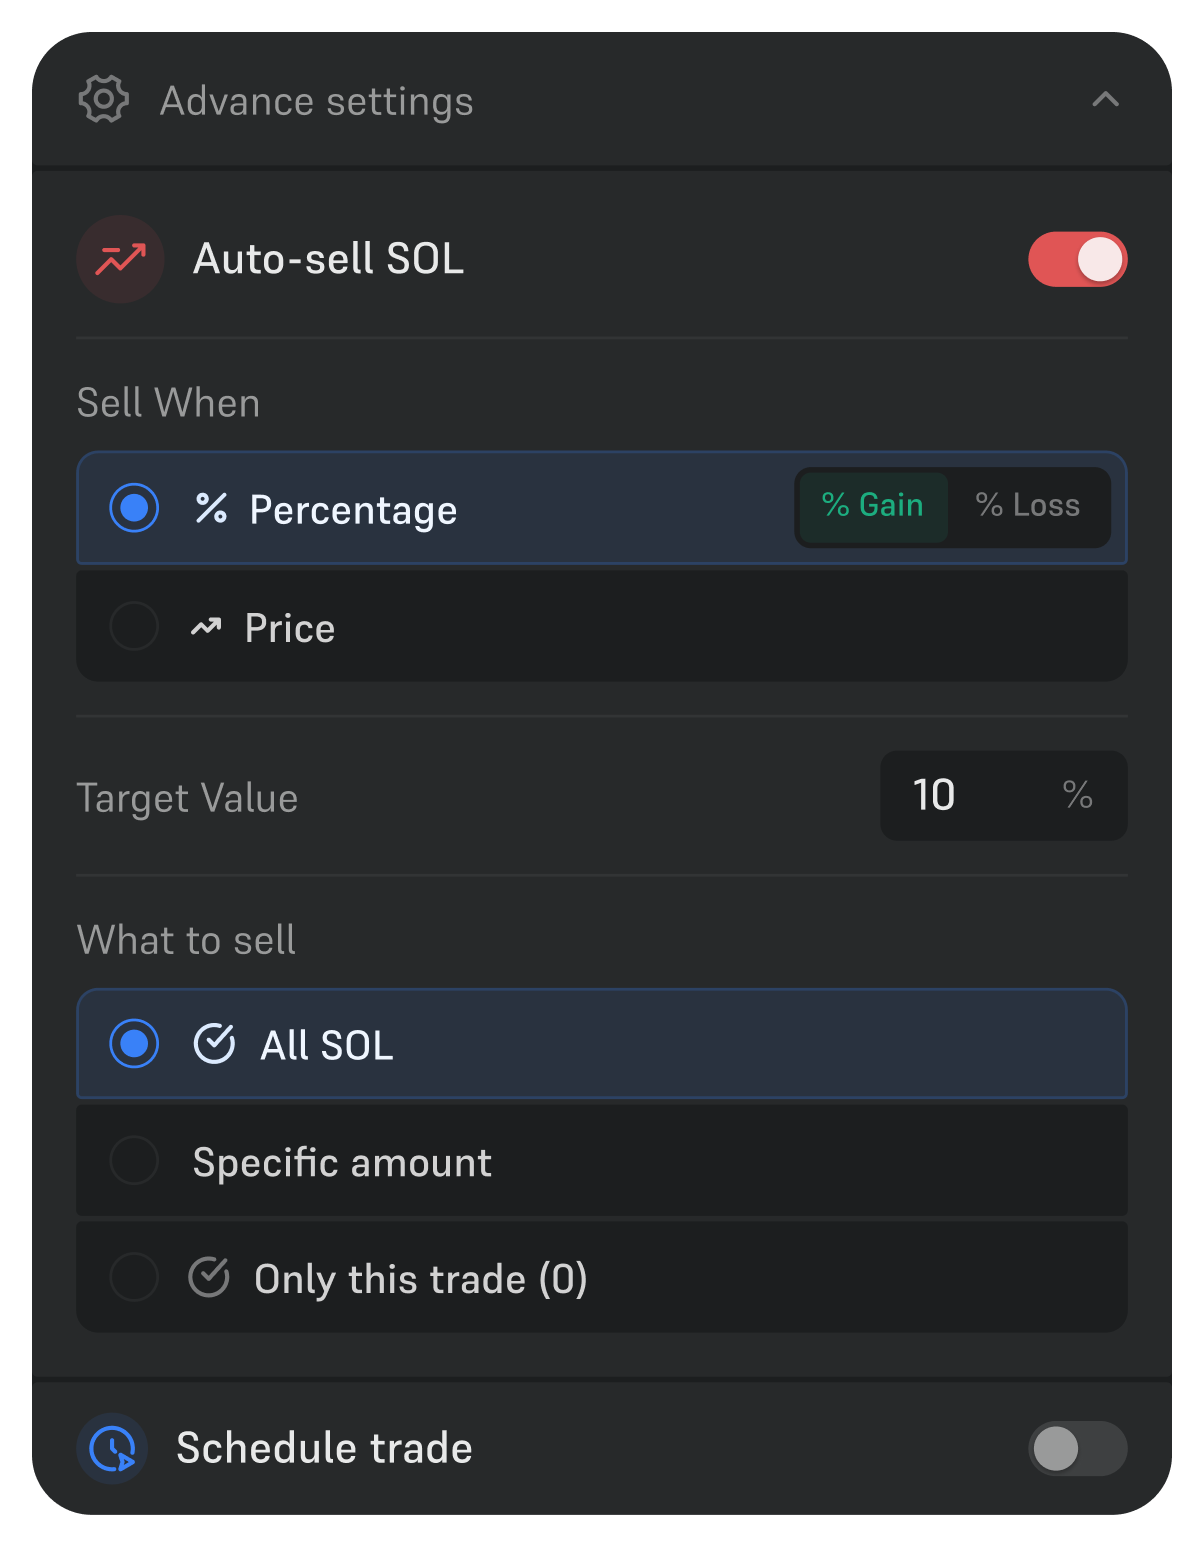 Advance settings
Auto-sell SOL
Sell When
% Percentage % Gain % Loss
Price
Target Value 10 %
What to sell
All SOL
Specific amount
Only this trade (0)
Schedule trade